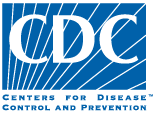 CDC
CENTERS FOR DISEASE™
CONTROL AND PREVENTION